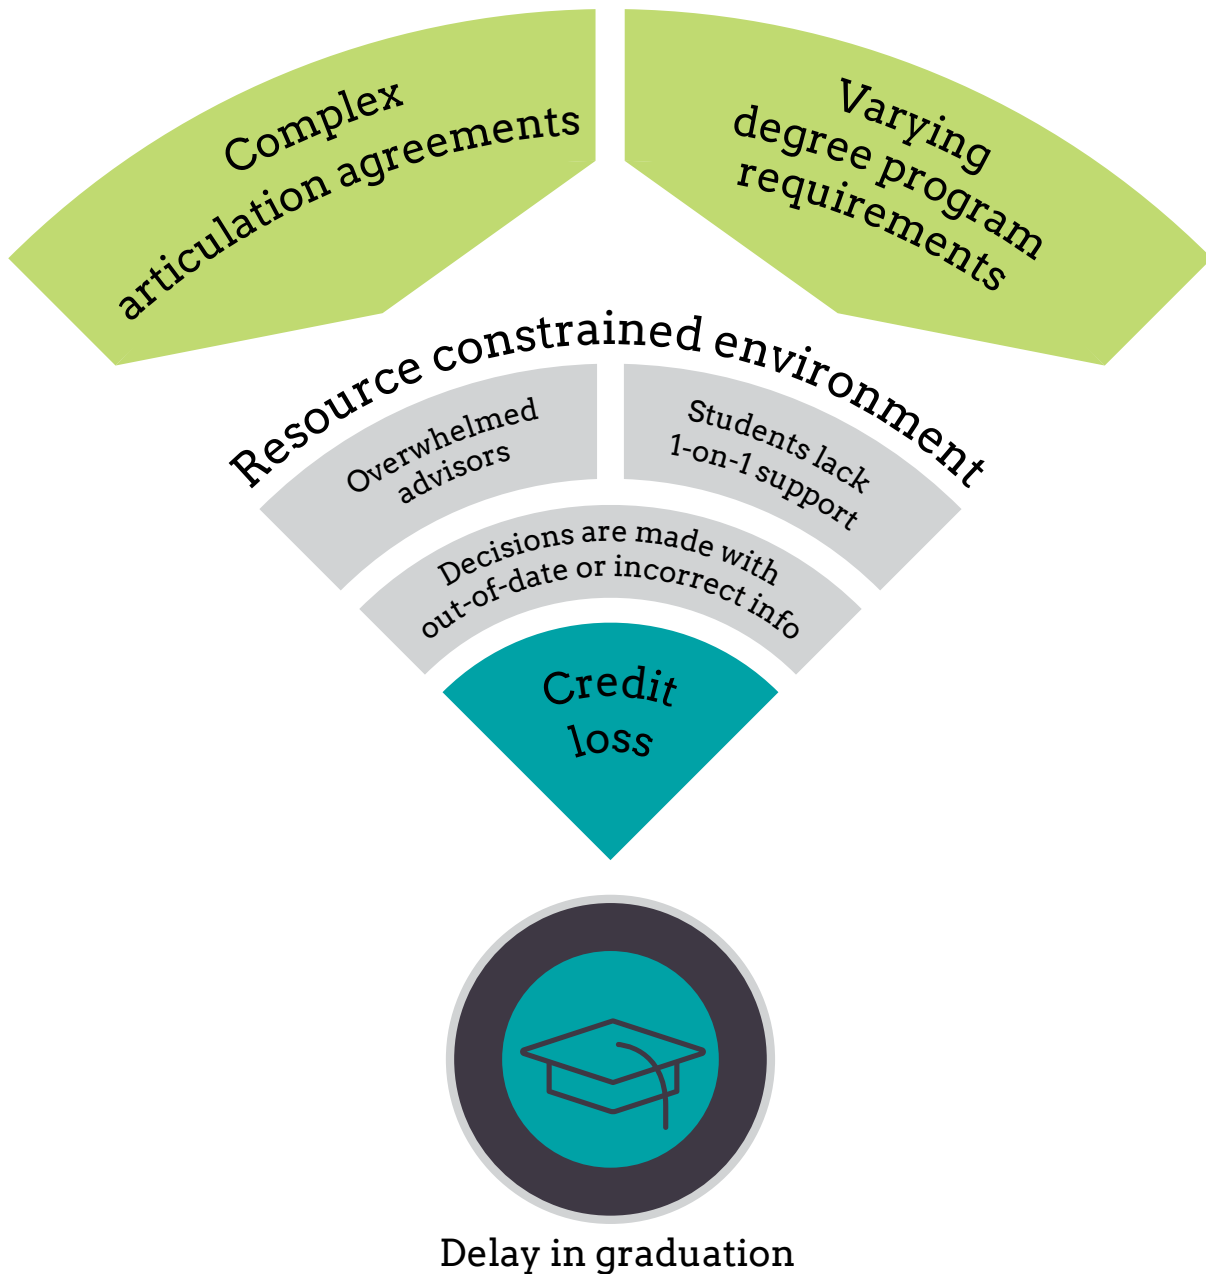 Complex
articulation agreements
Varying
degree program
requirements
Resource constrained environment
Overwhelmed
advisors
Students lack
1-on-1 support
Decisions are made with
out-of-date or incorrect info
Credit
loss
Delay in graduation